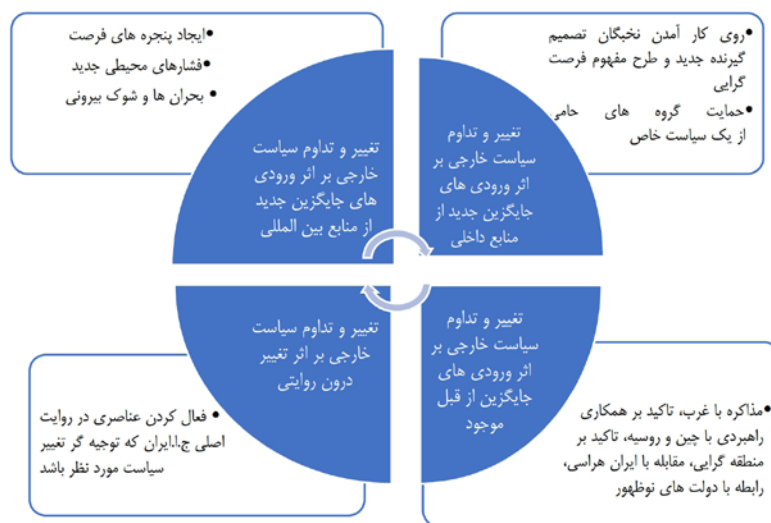 •روی کار آمدن نخبگان تصمیم
گیرنده جدید و طرح مفهوم فرصت
گرایی
•حمایت گروه های حامی
از یک سیاست خاص
•ایجاد پنجره های فرصت
•فشارهای محیطی جدید
• بحران ها و شوک بیرونی
تغییر و تداوم
سیاست خارجی بر
اثر ورودی های
جایگزین جدید از
منابع داخلی
تغییر و تداوم سیاست
خارجی بر اثر ورودی
های جایگزین جدید
از منابع بین المللی
تغییر و تداوم
سیاست خارجی بر
اثر ورودی های
جایگزین از قبل
موجود
تغییر و تداوم سیاست
خارجی بر اثر تغییر
درون روایتی
•مذاکره با غرب، تاکید بر همکاری
راهبردی با چین و روسیه، تاکید بر
منطقه گرایی، مقابله با ایران هراسی،
رابطه با دولت های نوظهور
• فعال کردن عناصری در روایت
اصلی ج.ا.ایران که توجیه گر تغییر
سیاست مورد نظر باشد